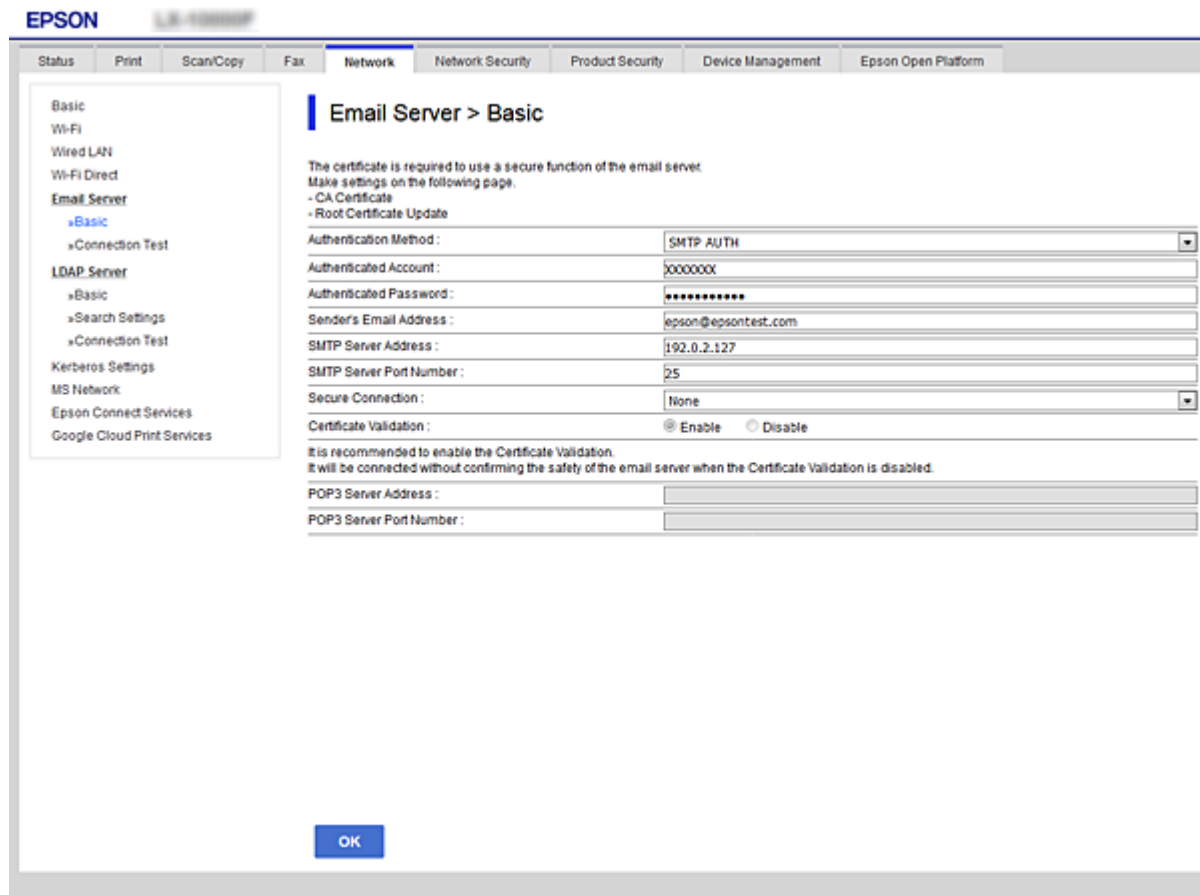 EPSON
Status Print Scan/Copy Fax Network Network Security Product Security Device Management Epson Open Platform
Basic
Wi-Fi
Wired LAN
Wi-Fi Direct
Email Server
»Basic
»Connection Test
LDAP Server
»Basic
»Search Settings
»Connection Test
Kerberos Settings
MS Network
Epson Connect Services
Google Cloud Print Services
Email Server > Basic
The certificate is required to use a secure function of the email server.
Make settings on the following page.
- CA Certificate
- Root Certificate Update
Authentication Method : SMTP AUTH
Authenticated Account : XXXXXXX
Authenticated Password : •••••••••••
Sender's Email Address : epson@epsontest.com
SMTP Server Address : 192.0.2.127
SMTP Server Port Number : 25
Secure Connection : None
Certificate Validation : Enable Disable
It is recommended to enable the Certificate Validation.
It will be connected without confirming the safety of the email server when the Certificate Validation is disabled.
POP3 Server Address :
POP3 Server Port Number :
OK